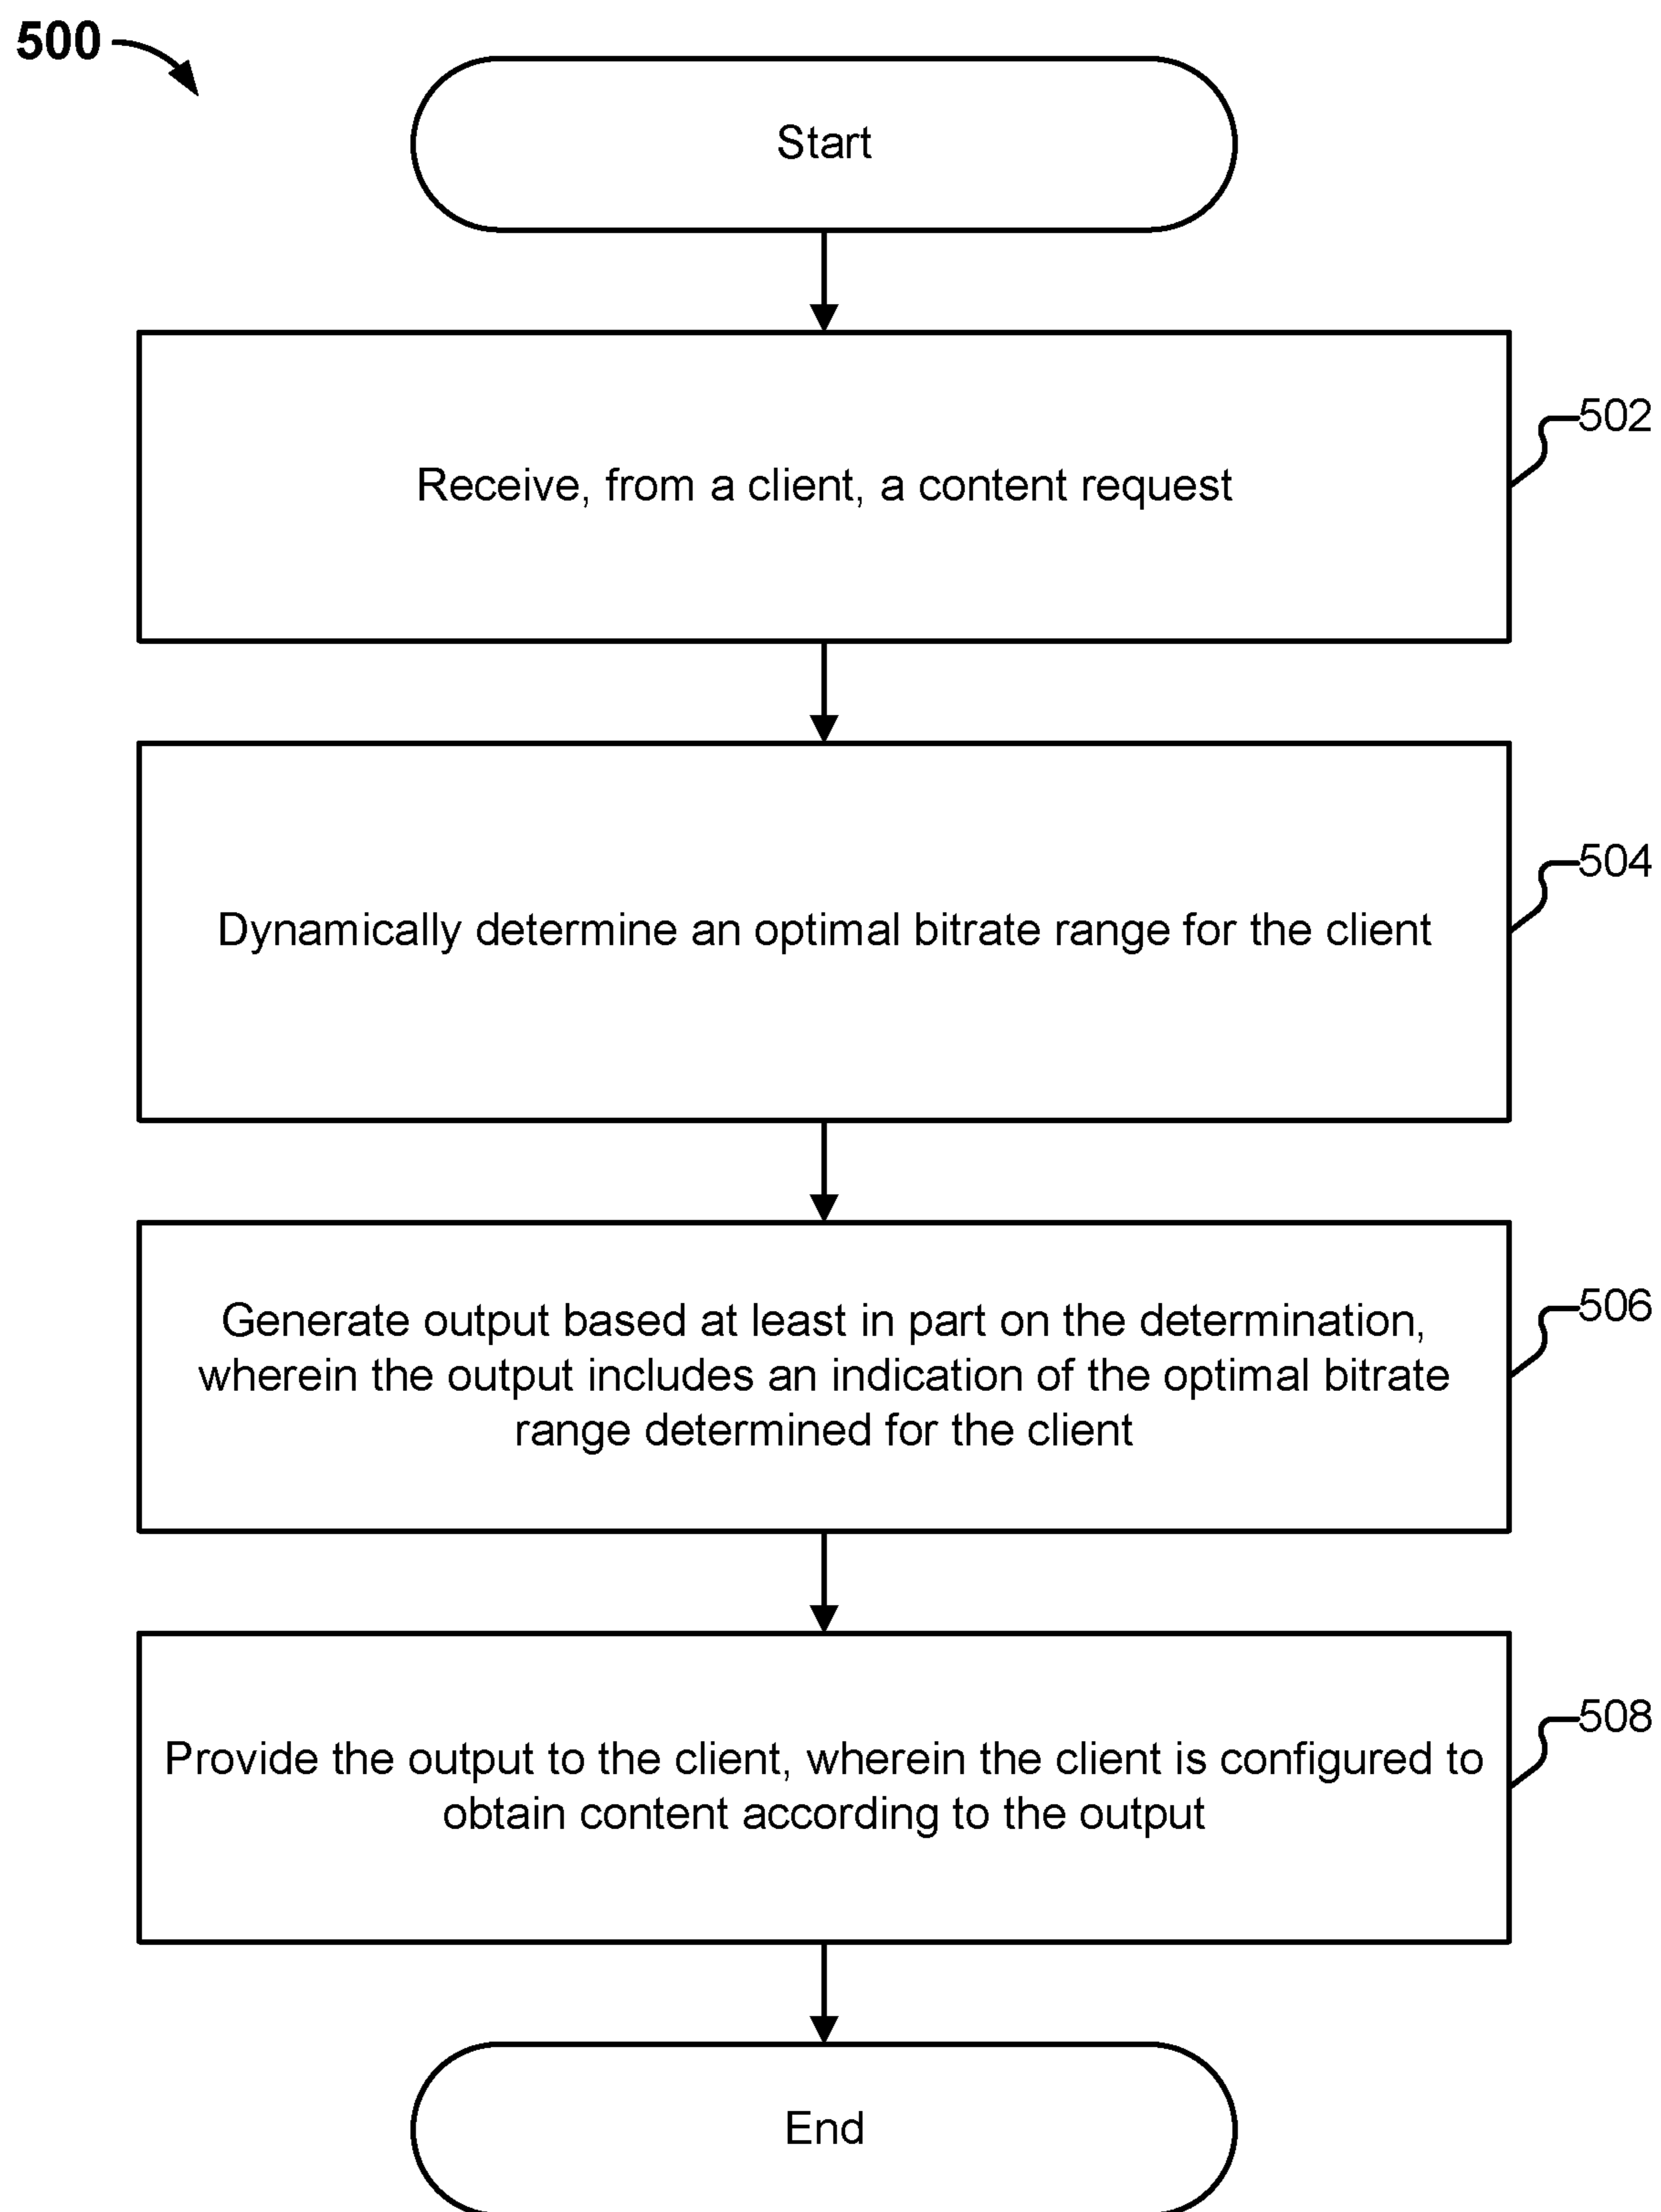 500
Start
Receive, from a client, a content request
502
Dynamically determine an optimal bitrate range for the client
504
Generate output based at least in part on the determination,
wherein the output includes an indication of the optimal bitrate
range determined for the client
506
Provide the output to the client, wherein the client is configured to
obtain content according to the output
508
End